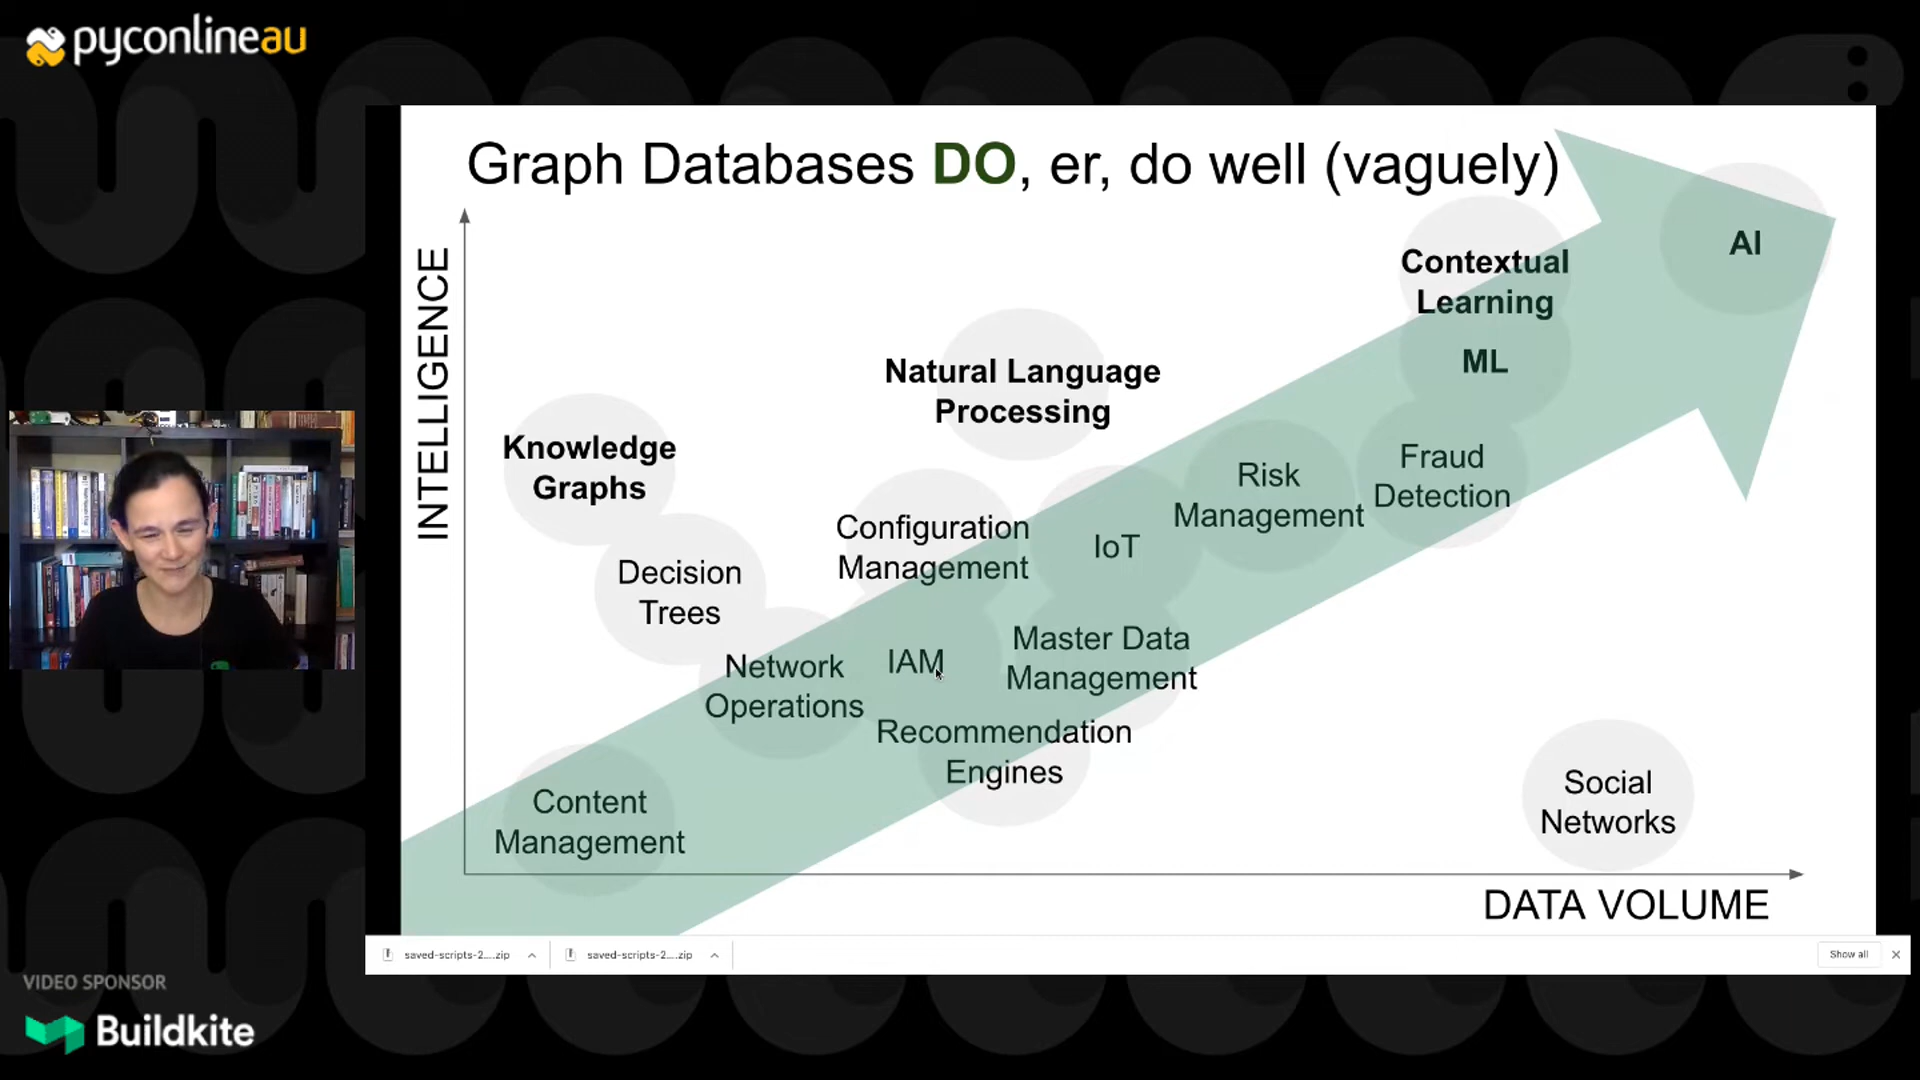 pyconlineau
Graph Databases DO, er, do well (vaguely)
INTELLIGENCE
AI
Contextual
Learning
ML
Natural Language
Processing
Knowledge
Graphs
Risk
Management
Fraud
Detection
Configuration
Management
IoT
Decision
Trees
Network
Operations
IAM
Master Data
Management
Recommendation
Engines
Content
Management
Social
Networks
DATA VOLUME
saved-scripts-2....zip
saved-scripts-2....zip
Show all
VIDEO SPONSOR
Buildkite